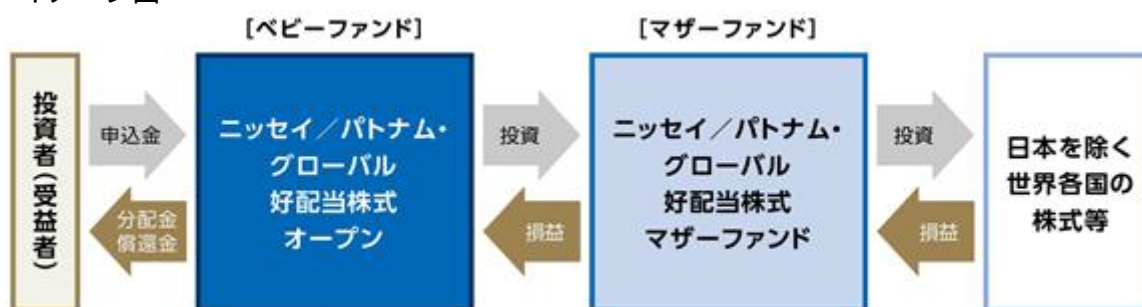 [ベビーファンド]
[マザーファンド]
投資者(受益者)
申込金
分配金
償還金
ニッセイ／パトナム・
グローバル
好配当株式
オープン
投資
損益
ニッセイ／パトナム・
グローバル
好配当株式
マザーファンド
投資
損益
日本を除く
世界各国の
株式等